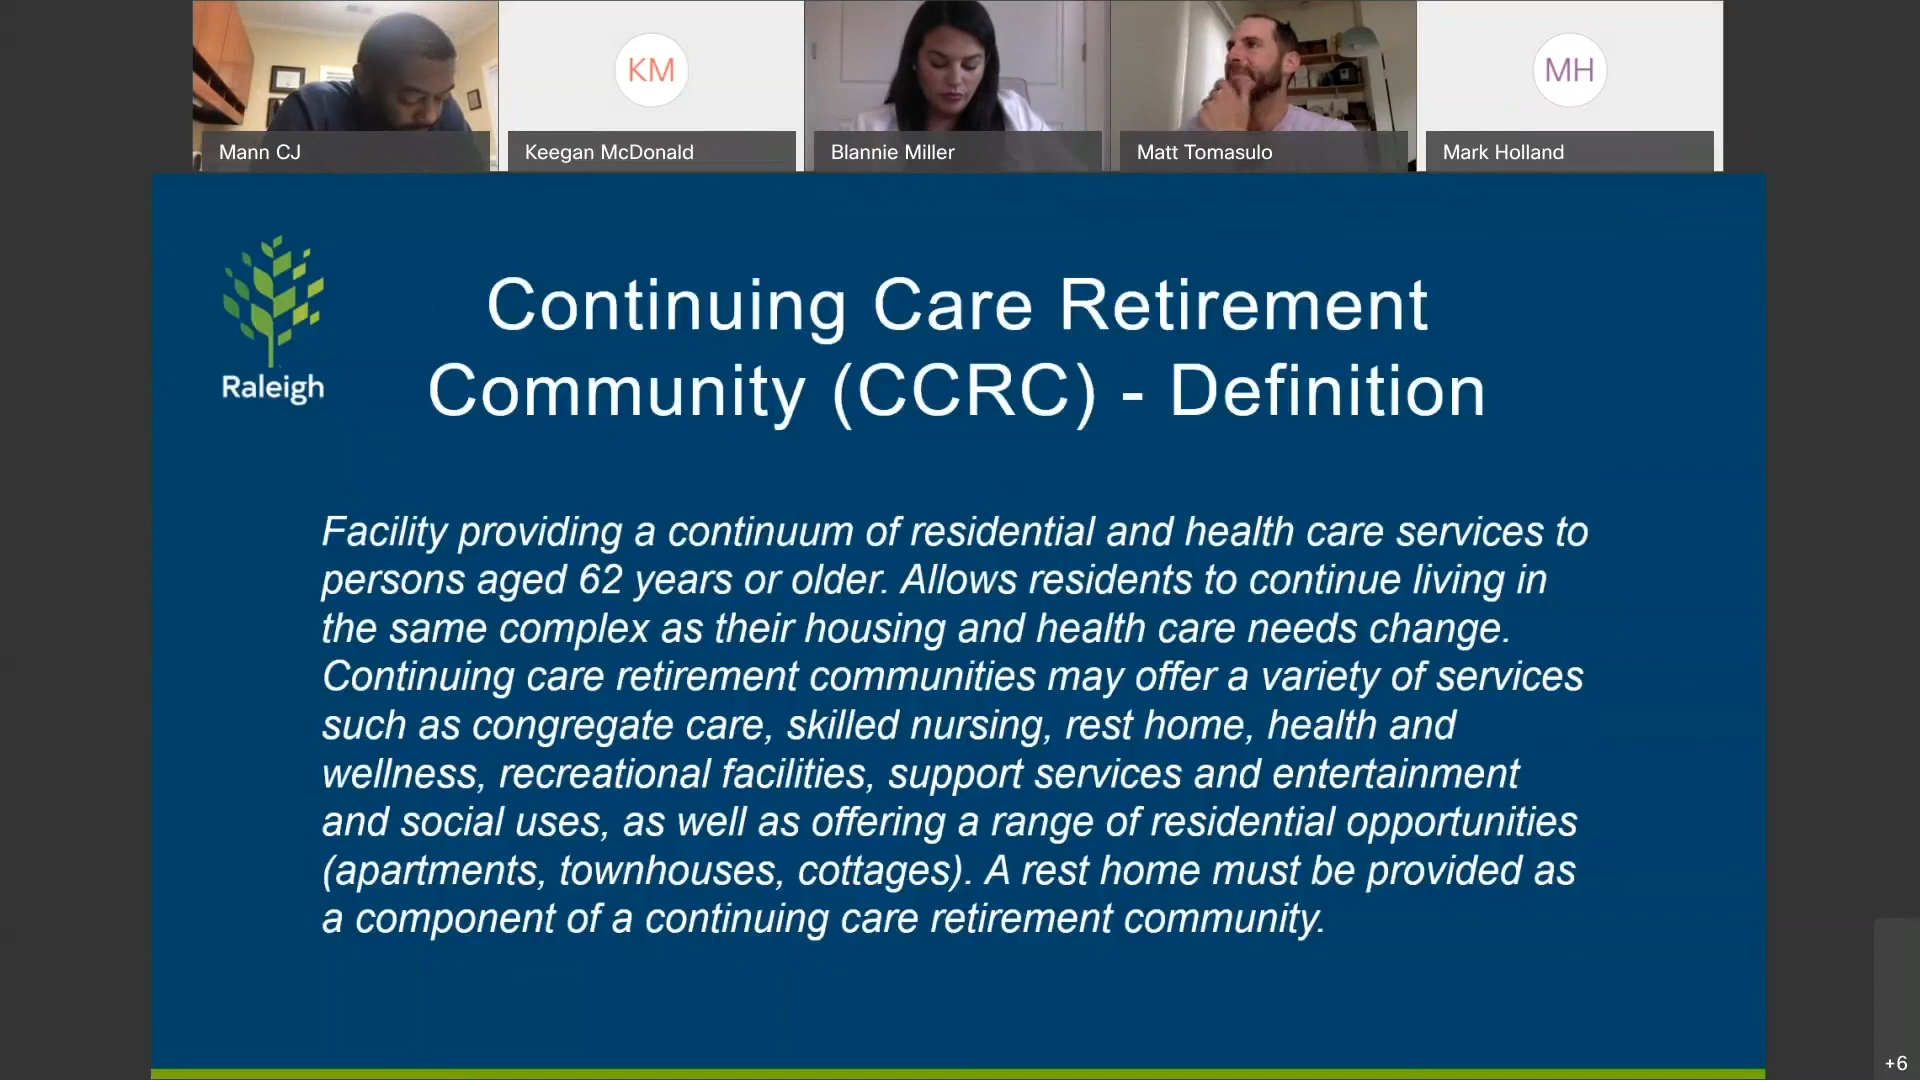 KM
MH
Mann CJ
Keegan McDonald
Blannie Miller
Matt Tomasulo
Mark Holland
Raleigh
Continuing Care Retirement
Community (CCRC) - Definition
Facility providing a continuum of residential and health care services to
persons aged 62 years or older. Allows residents to continue living in
the same complex as their housing and health care needs change.
Continuing care retirement communities may offer a variety of services
such as congregate care, skilled nursing, rest home, health and
wellness, recreational facilities, support services and entertainment
and social uses, as well as offering a range of residential opportunities
(apartments, townhouses, cottages). A rest home must be provided as
a component of a continuing care retirement community.
+6